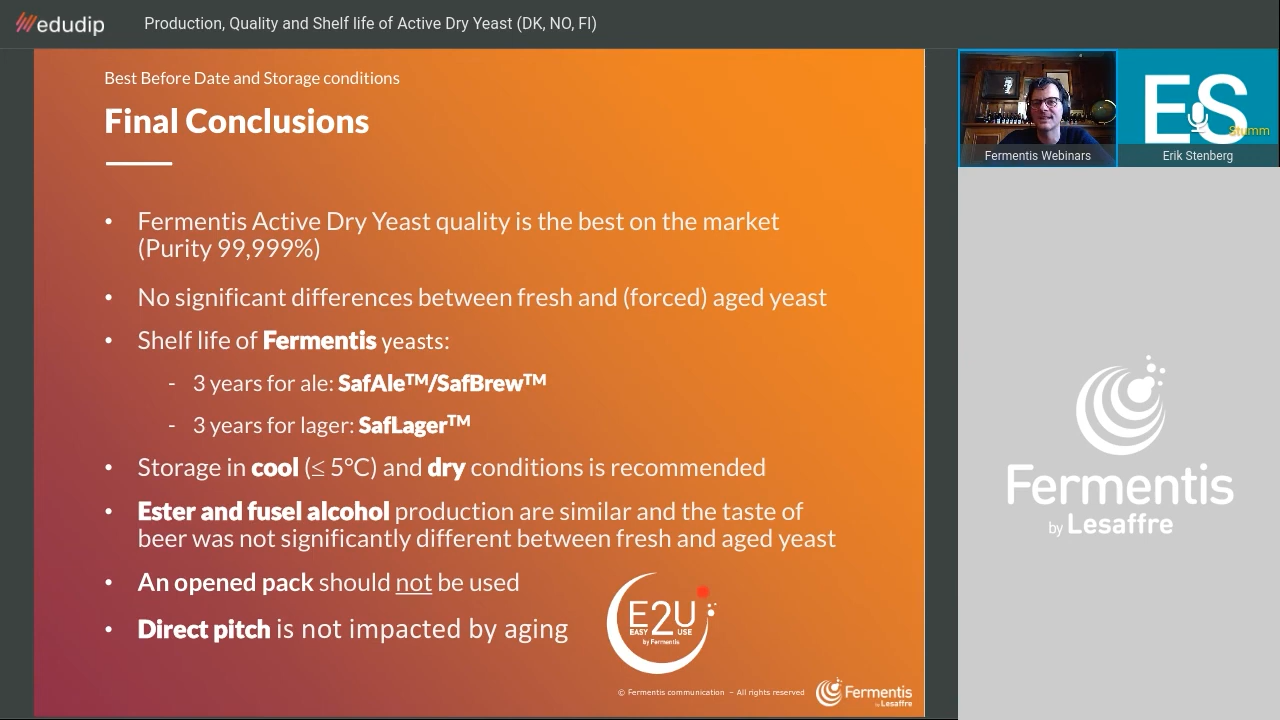 edudip
Production, Quality and Shelf life of Active Dry Yeast (DK, NO, FI)
Best Before Date and Storage conditions
Final Conclusions
• Fermentis Active Dry Yeast quality is the best on the market
(Purity 99,999%)
• No significant differences between fresh and (forced) aged yeast
• Shelf life of Fermentis yeasts:
- 3 years for ale: SafAle™/SafBrew™
- 3 years for lager: SafLager™
• Storage in cool (≤ 5°C) and dry conditions is recommended
• Ester and fusel alcohol production are similar and the taste of
beer was not significantly different between fresh and aged yeast
• An opened pack should not be used
• Direct pitch is not impacted by aging
E2U
EASY USE
by Fermentis
© Fermentis communication – All rights reserved
Fermentis
by Lesaffre
Fermentis Webinars
ES
Stumm
Erik Stenberg
Fermentis
by Lesaffre